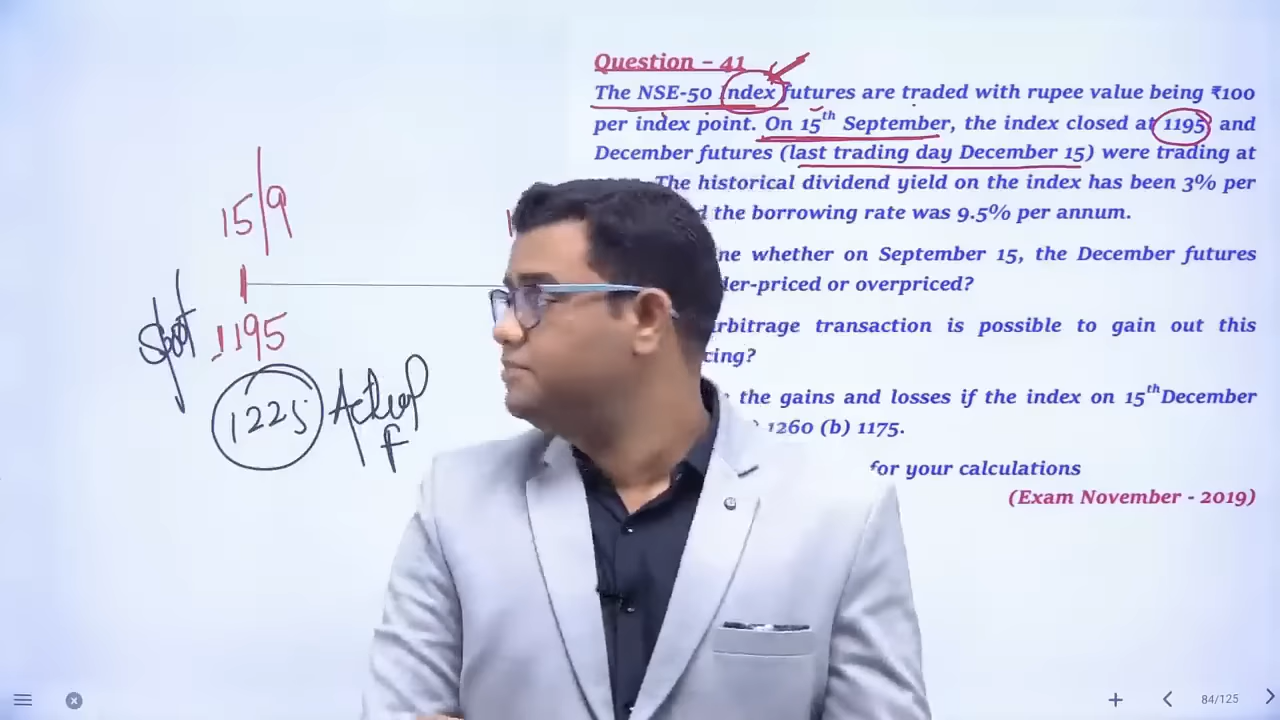 Question – 41
The NSE-50 Index futures are traded with rupee value being ₹100
per index point. On 15th September, the index closed at 1195 and
December futures (last trading day December 15) were trading at
The historical dividend yield on the index has been 3% per
the borrowing rate was 9.5% per annum.
whether on September 15, the December futures
or overpriced?
transaction is possible to gain out this
the gains and losses if the index on 15th December
1260 (b) 1175.
for your calculations
(Exam November - 2019)
15/9
Spot 1195
1225 Actual
F
84/125